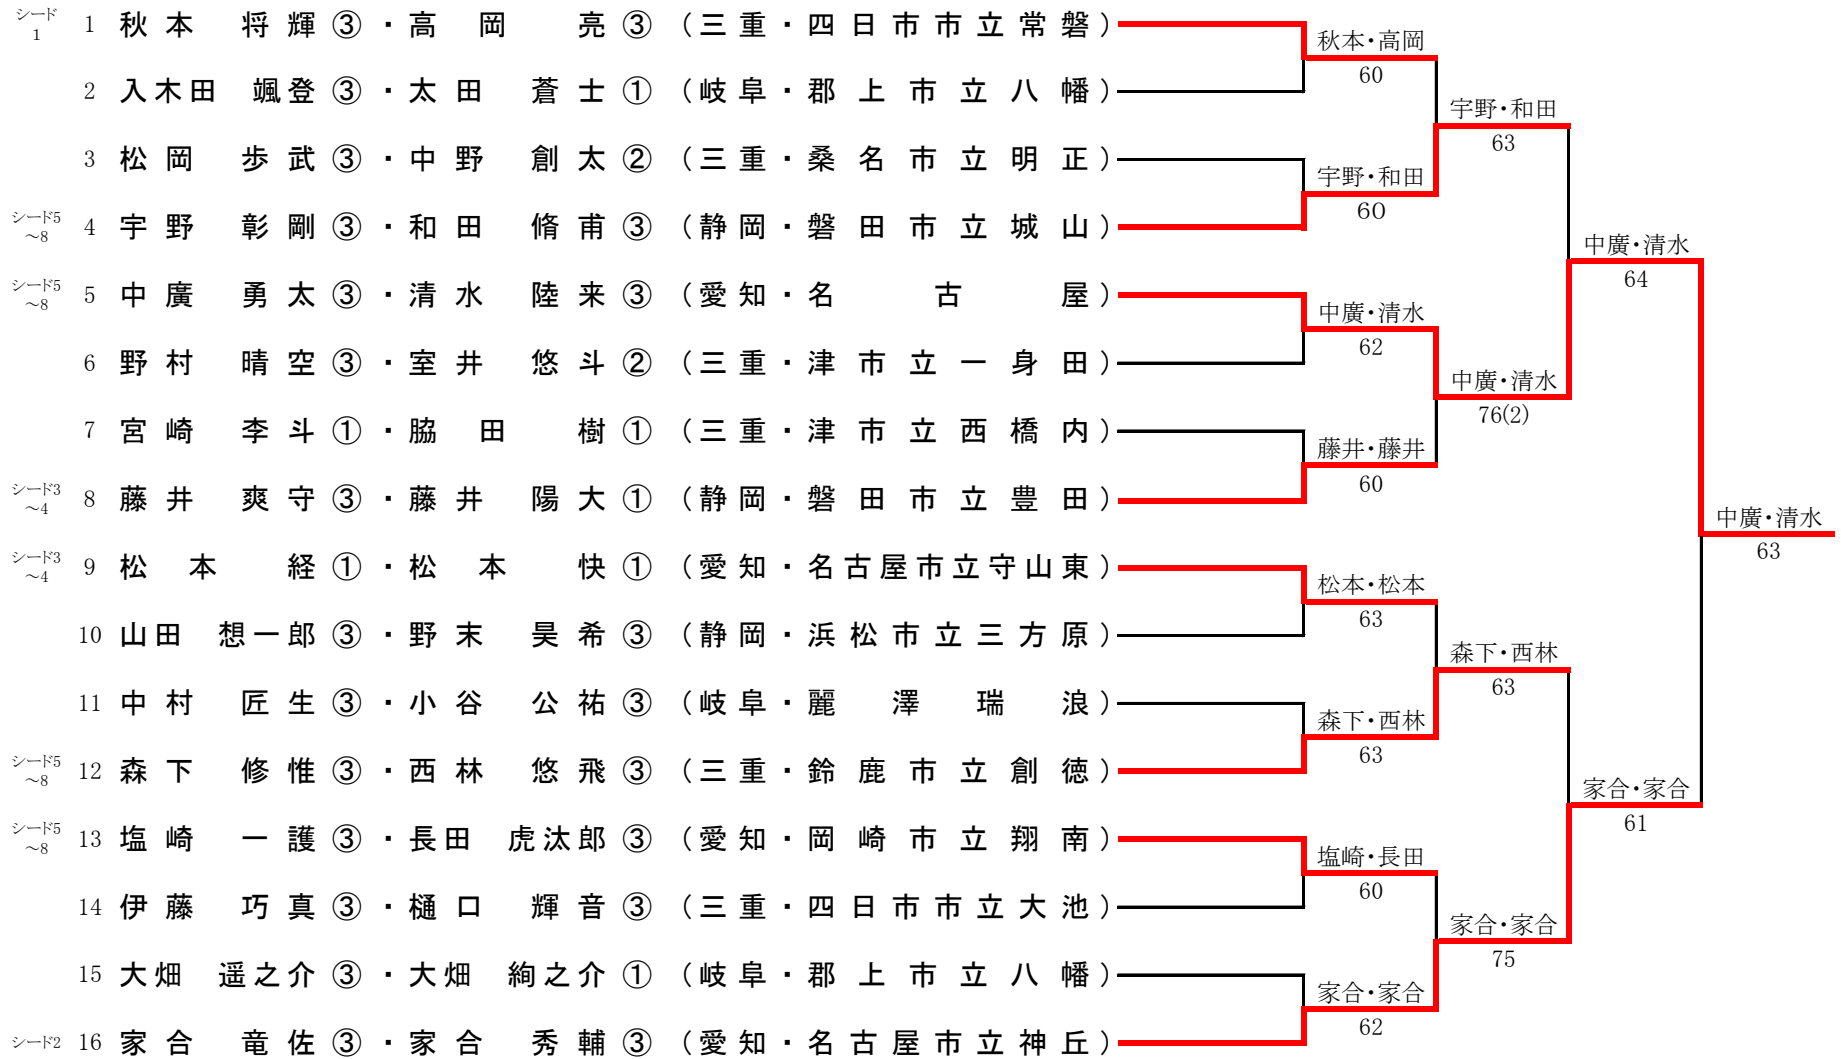 シード1 1 秋本 将輝③・高岡 亮③ (三重・四日市市立常磐)
秋本・高岡
60
2 入木田 颯登③・太田 蒼士① (岐阜・郡上市立八幡)
宇野・和田
63
3 松岡 歩武③・中野 創太② (三重・桑名市立明正)
宇野・和田
60
シード5~8 4 宇野 彰剛③・和田 脩甫③ (静岡・磐田市立城山)
中廣・清水
64
シード5~8 5 中廣 勇太③・清水 陸来③ (愛知・名古屋)
中廣・清水
62
6 野村 晴空③・室井 悠斗② (三重・津市立一身田)
中廣・清水
76(2)
7 宮崎 李斗①・脇田 樹① (三重・津市立西橋内)
藤井・藤井
60
シード3~4 8 藤井 爽守③・藤井 陽大① (静岡・磐田市立豊田)
中廣・清水
63
シード3~4 9 松本 経①・松本 快① (愛知・名古屋市立守山東)
松本・松本
63
10 山田 想一郎③・野末 昊希③ (静岡・浜松市立三方原)
森下・西林
63
11 中村 匠生③・小谷 公祐③ (岐阜・麗澤瑞浪)
森下・西林
63
シード5~8 12 森下 修惟③・西林 悠飛③ (三重・鈴鹿市立創徳)
家合・家合
61
シード5~8 13 塩崎 一護③・長田 虎汰郎③ (愛知・岡崎市立翔南)
塩崎・長田
60
14 伊藤 巧真③・樋口 輝音③ (三重・四日市市立大池)
家合・家合
75
15 大畑 遥之介③・大畑 絢之介① (岐阜・郡上市立八幡)
家合・家合
62
シード2 16 家合 竜佐③・家合 秀輔③ (愛知・名古屋市立神丘)